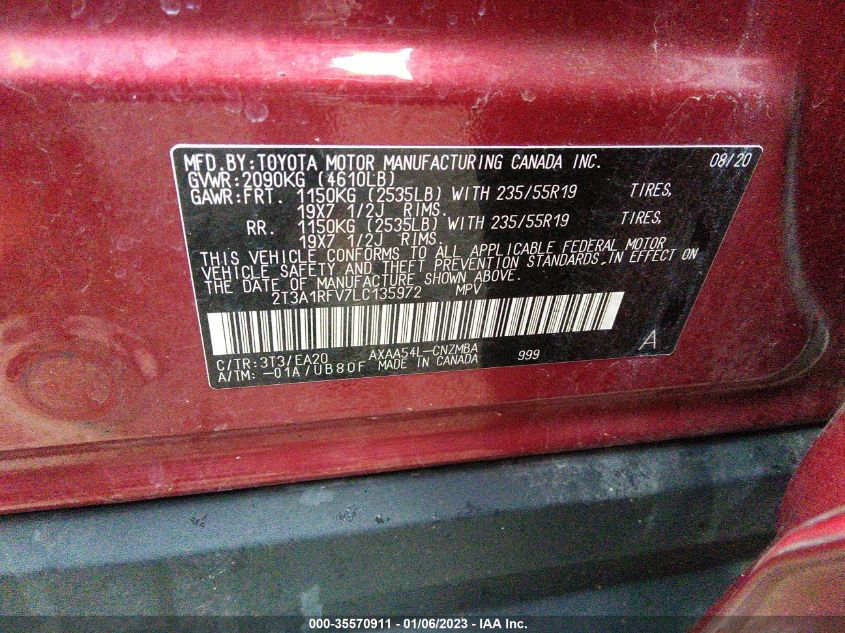 MFD.BY:TOYOTA MOTOR MANUFACTURING CANADA INC. 08/20
GVWR:2090KG (4610LB)
GAWR:FRT. 1150KG (2535LB) WITH 235/55R19 TIRES,
19X7 1/2J RIMS.
RR. 1150KG (2535LB) WITH 235/55R19 TIRES,
19X7 1/2J RIMS.
THIS VEHICLE CONFORMS TO ALL APPLICABLE FEDERAL MOTOR
VEHICLE SAFETY AND THEFT PREVENTION STANDARDS IN EFFECT ON
THE DATE OF MANUFACTURE SHOWN ABOVE.
2T3A1RFV7LC135972 MPV
C/TR:3T3/EA20 AXAA54L-CNZMBA 999 A
A/TM:-01A/UB80F MADE IN CANADA
000-35570911 - 01/06/2023 - IAA Inc.